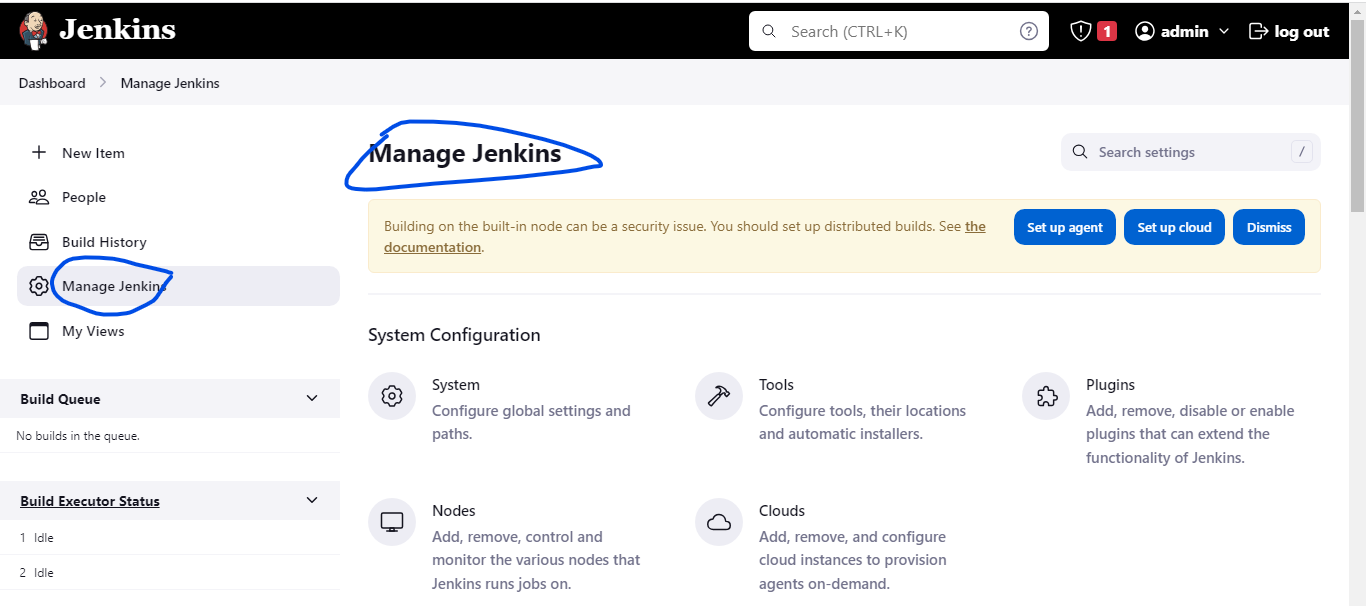 Jenkins
Search (CTRL+K)
?
1
admin
log out
Dashboard > Manage Jenkins
New Item
People
Build History
Manage Jenkins
My Views
Build Queue
No builds in the queue.
Build Executor Status
1 Idle
2 Idle
Manage Jenkins
Search settings
/
Building on the built-in node can be a security issue. You should set up distributed builds. See the
documentation.
Set up agent
Set up cloud
Dismiss
System Configuration
System
Configure global settings and
paths.
Tools
Configure tools, their locations
and automatic installers.
Plugins
Add, remove, disable or enable
plugins that can extend the
functionality of Jenkins.
Nodes
Add, remove, control and
monitor the various nodes that
Jenkins runs jobs on.
Clouds
Add, remove, and configure
cloud instances to provision
agents on-demand.